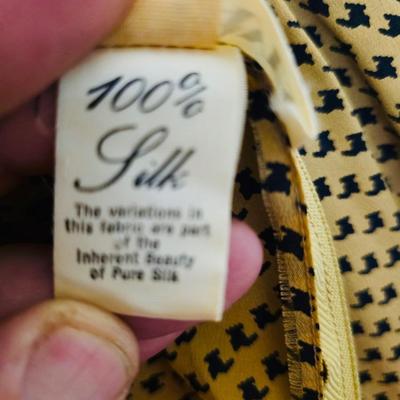 100%
Silk
The variations in
this fabric are part
of the
Inherent Beauty
of Pure Silk